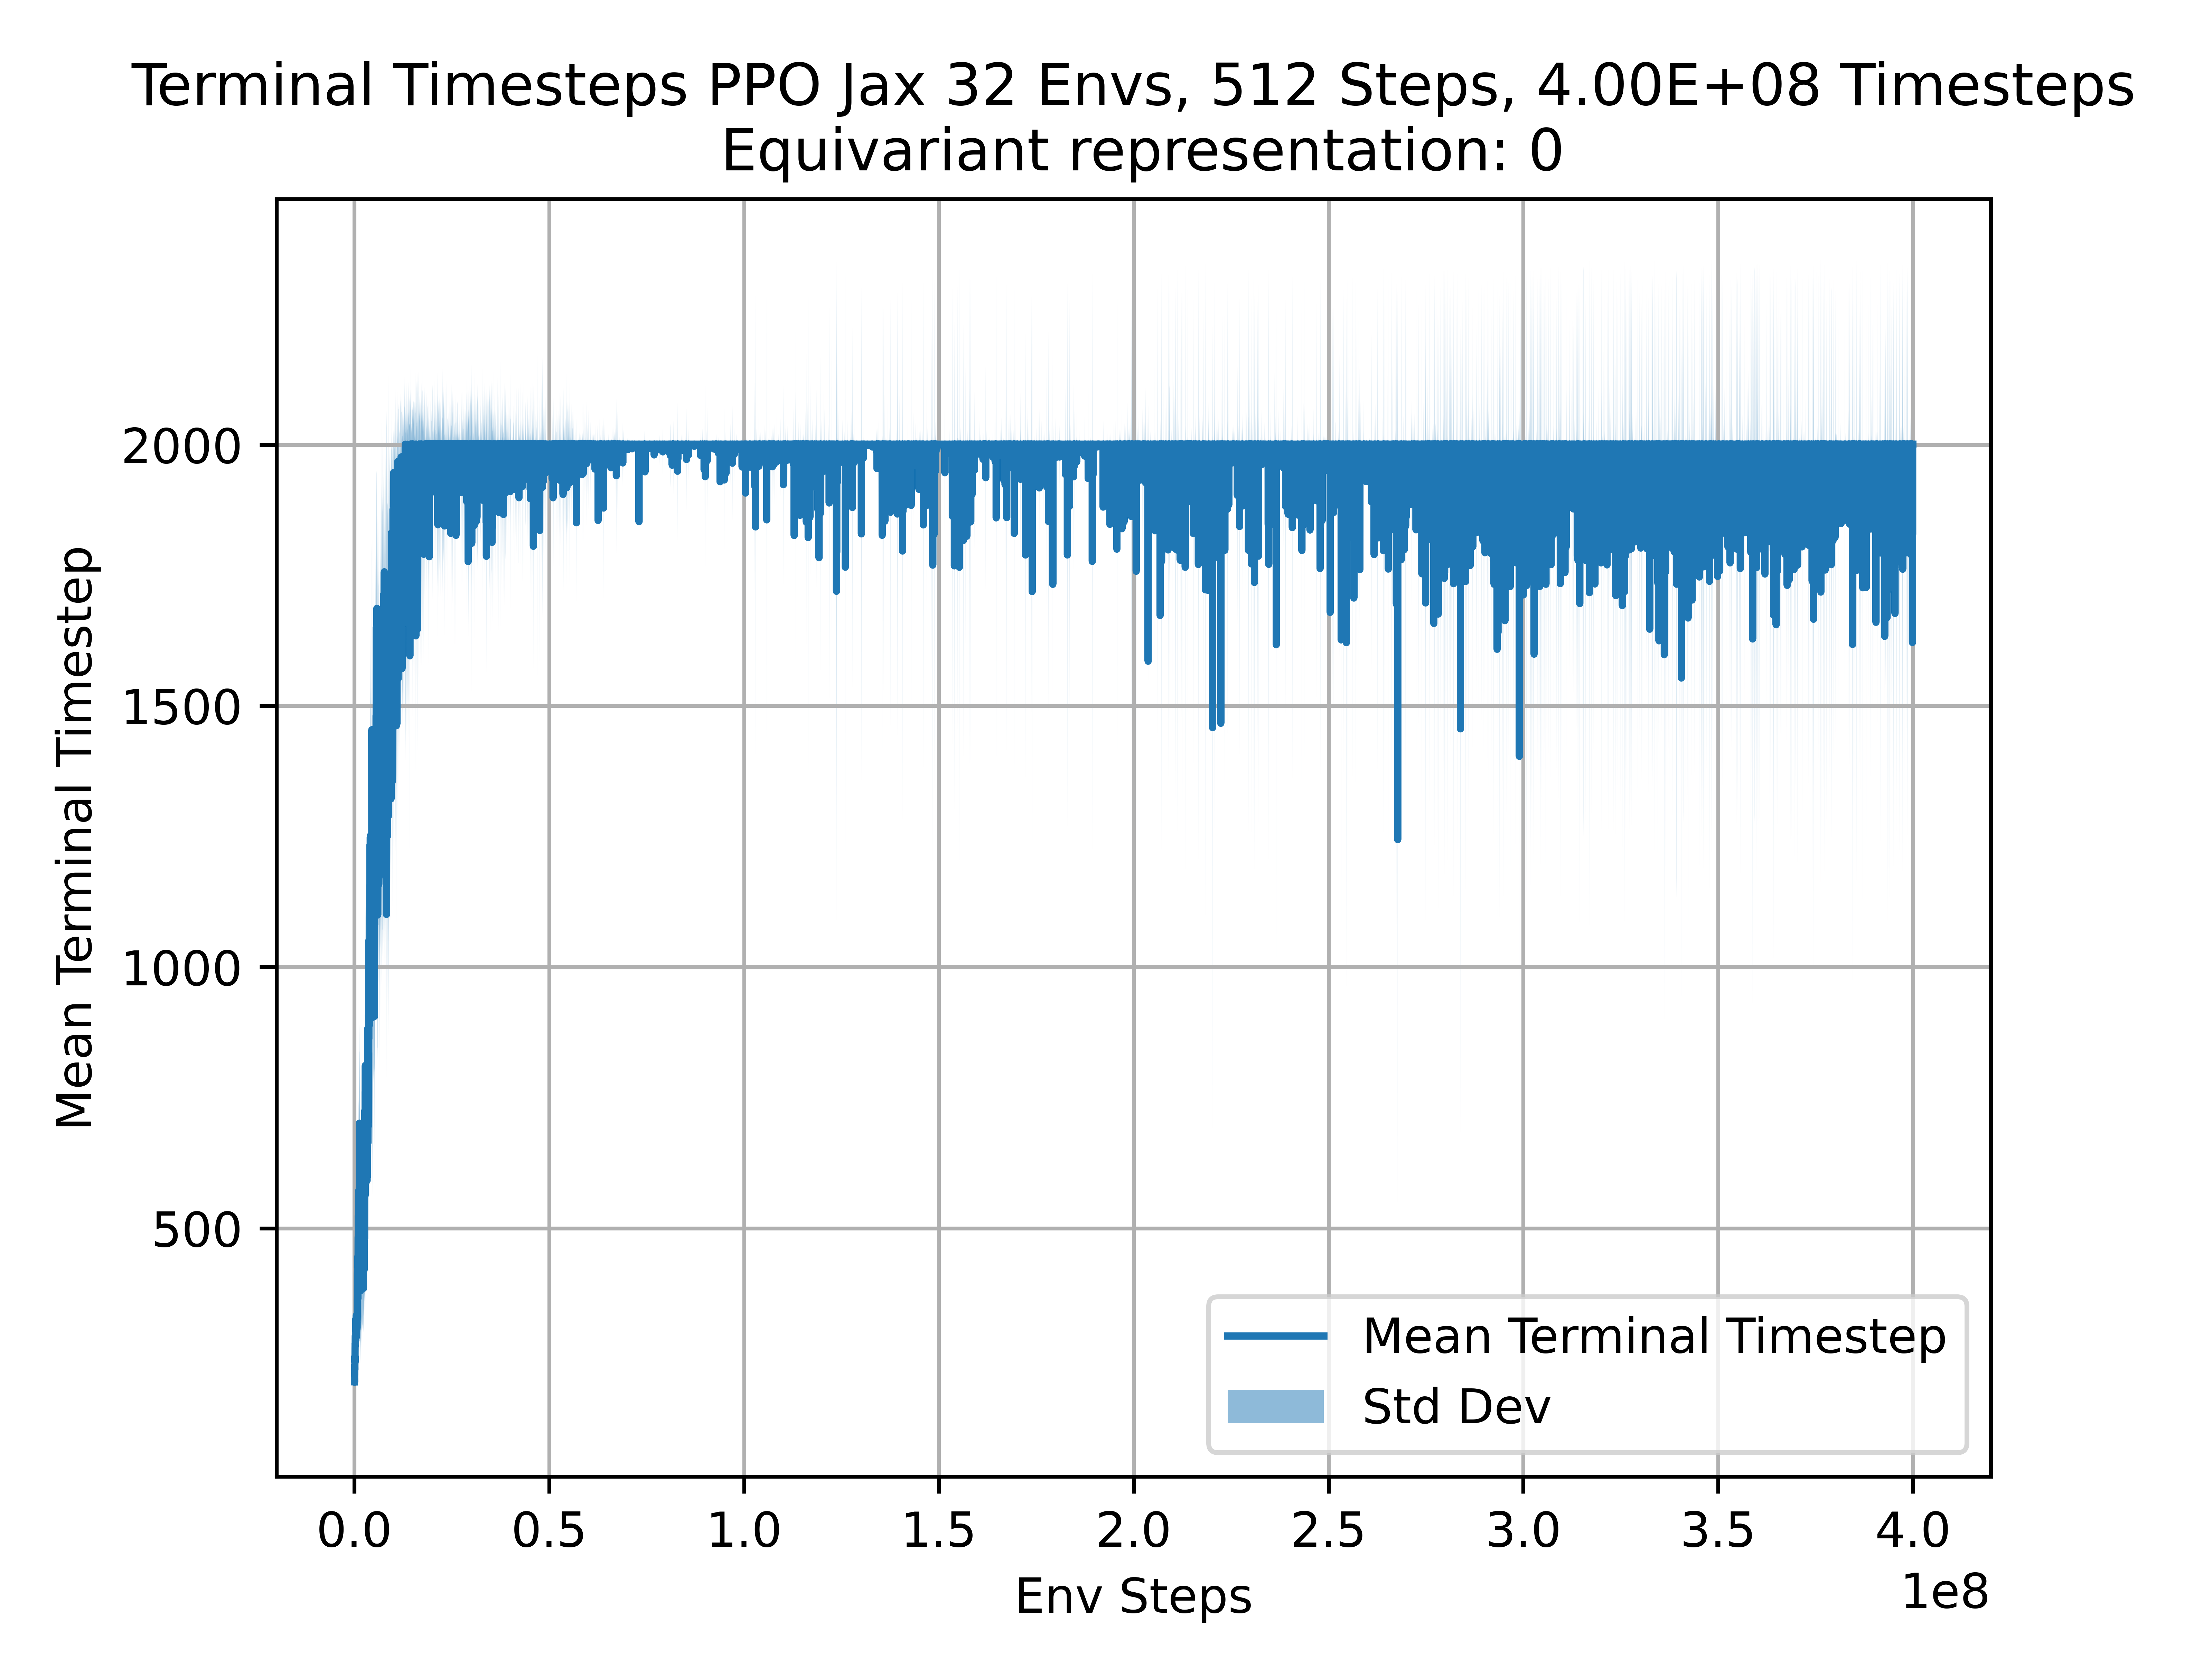 Terminal Timesteps PPO Jax 32 Envs, 512 Steps, 4.00E+08 Timesteps
Equivariant representation: 0
Mean Terminal Timestep
2000
1500
1000
500
Mean Terminal Timestep
Std Dev
0.0 0.5 1.0 1.5 2.0 2.5 3.0 3.5 4.0
Env Steps
1e8